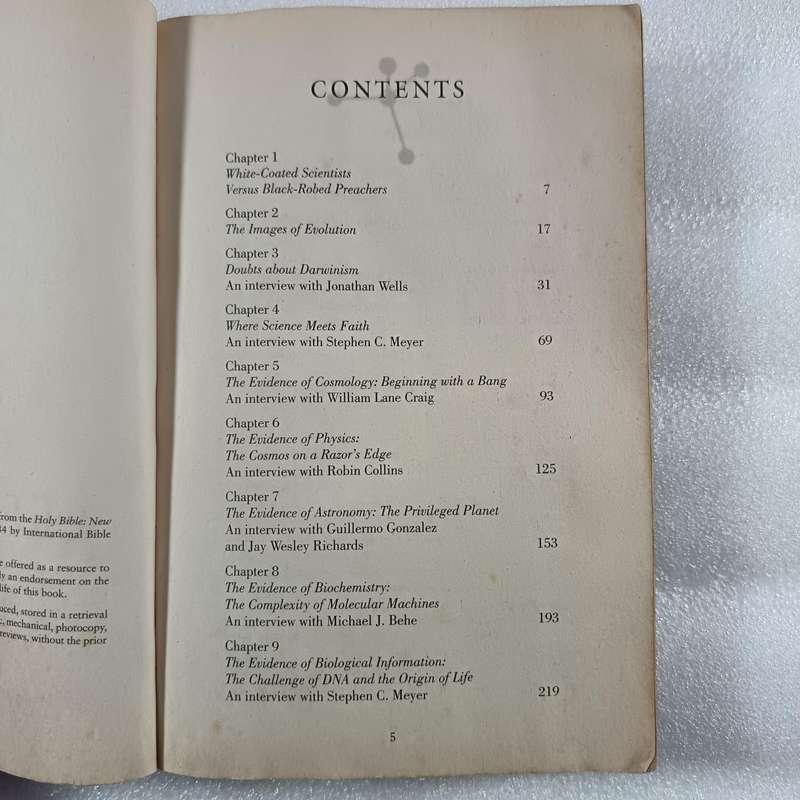 from the Holy Bible: New
84 by International Bible
offered as a resource to
an endorsement on the
life of this book.
stored in a retrieval
mechanical, photocopy,
reviews, without the prior
CONTENTS
Chapter 1
White-Coated Scientists
Versus Black-Robed Preachers 7
Chapter 2
The Images of Evolution 17
Chapter 3
Doubts about Darwinism
An interview with Jonathan Wells 31
Chapter 4
Where Science Meets Faith
An interview with Stephen C. Meyer 69
Chapter 5
The Evidence of Cosmology: Beginning with a Bang
An interview with William Lane Craig 93
Chapter 6
The Evidence of Physics:
The Cosmos on a Razor's Edge
An interview with Robin Collins 125
Chapter 7
The Evidence of Astronomy: The Privileged Planet
An interview with Guillermo Gonzalez
and Jay Wesley Richards 153
Chapter 8
The Evidence of Biochemistry:
The Complexity of Molecular Machines
An interview with Michael J. Behe 193
Chapter 9
The Evidence of Biological Information:
The Challenge of DNA and the Origin of Life
An interview with Stephen C. Meyer 219
5